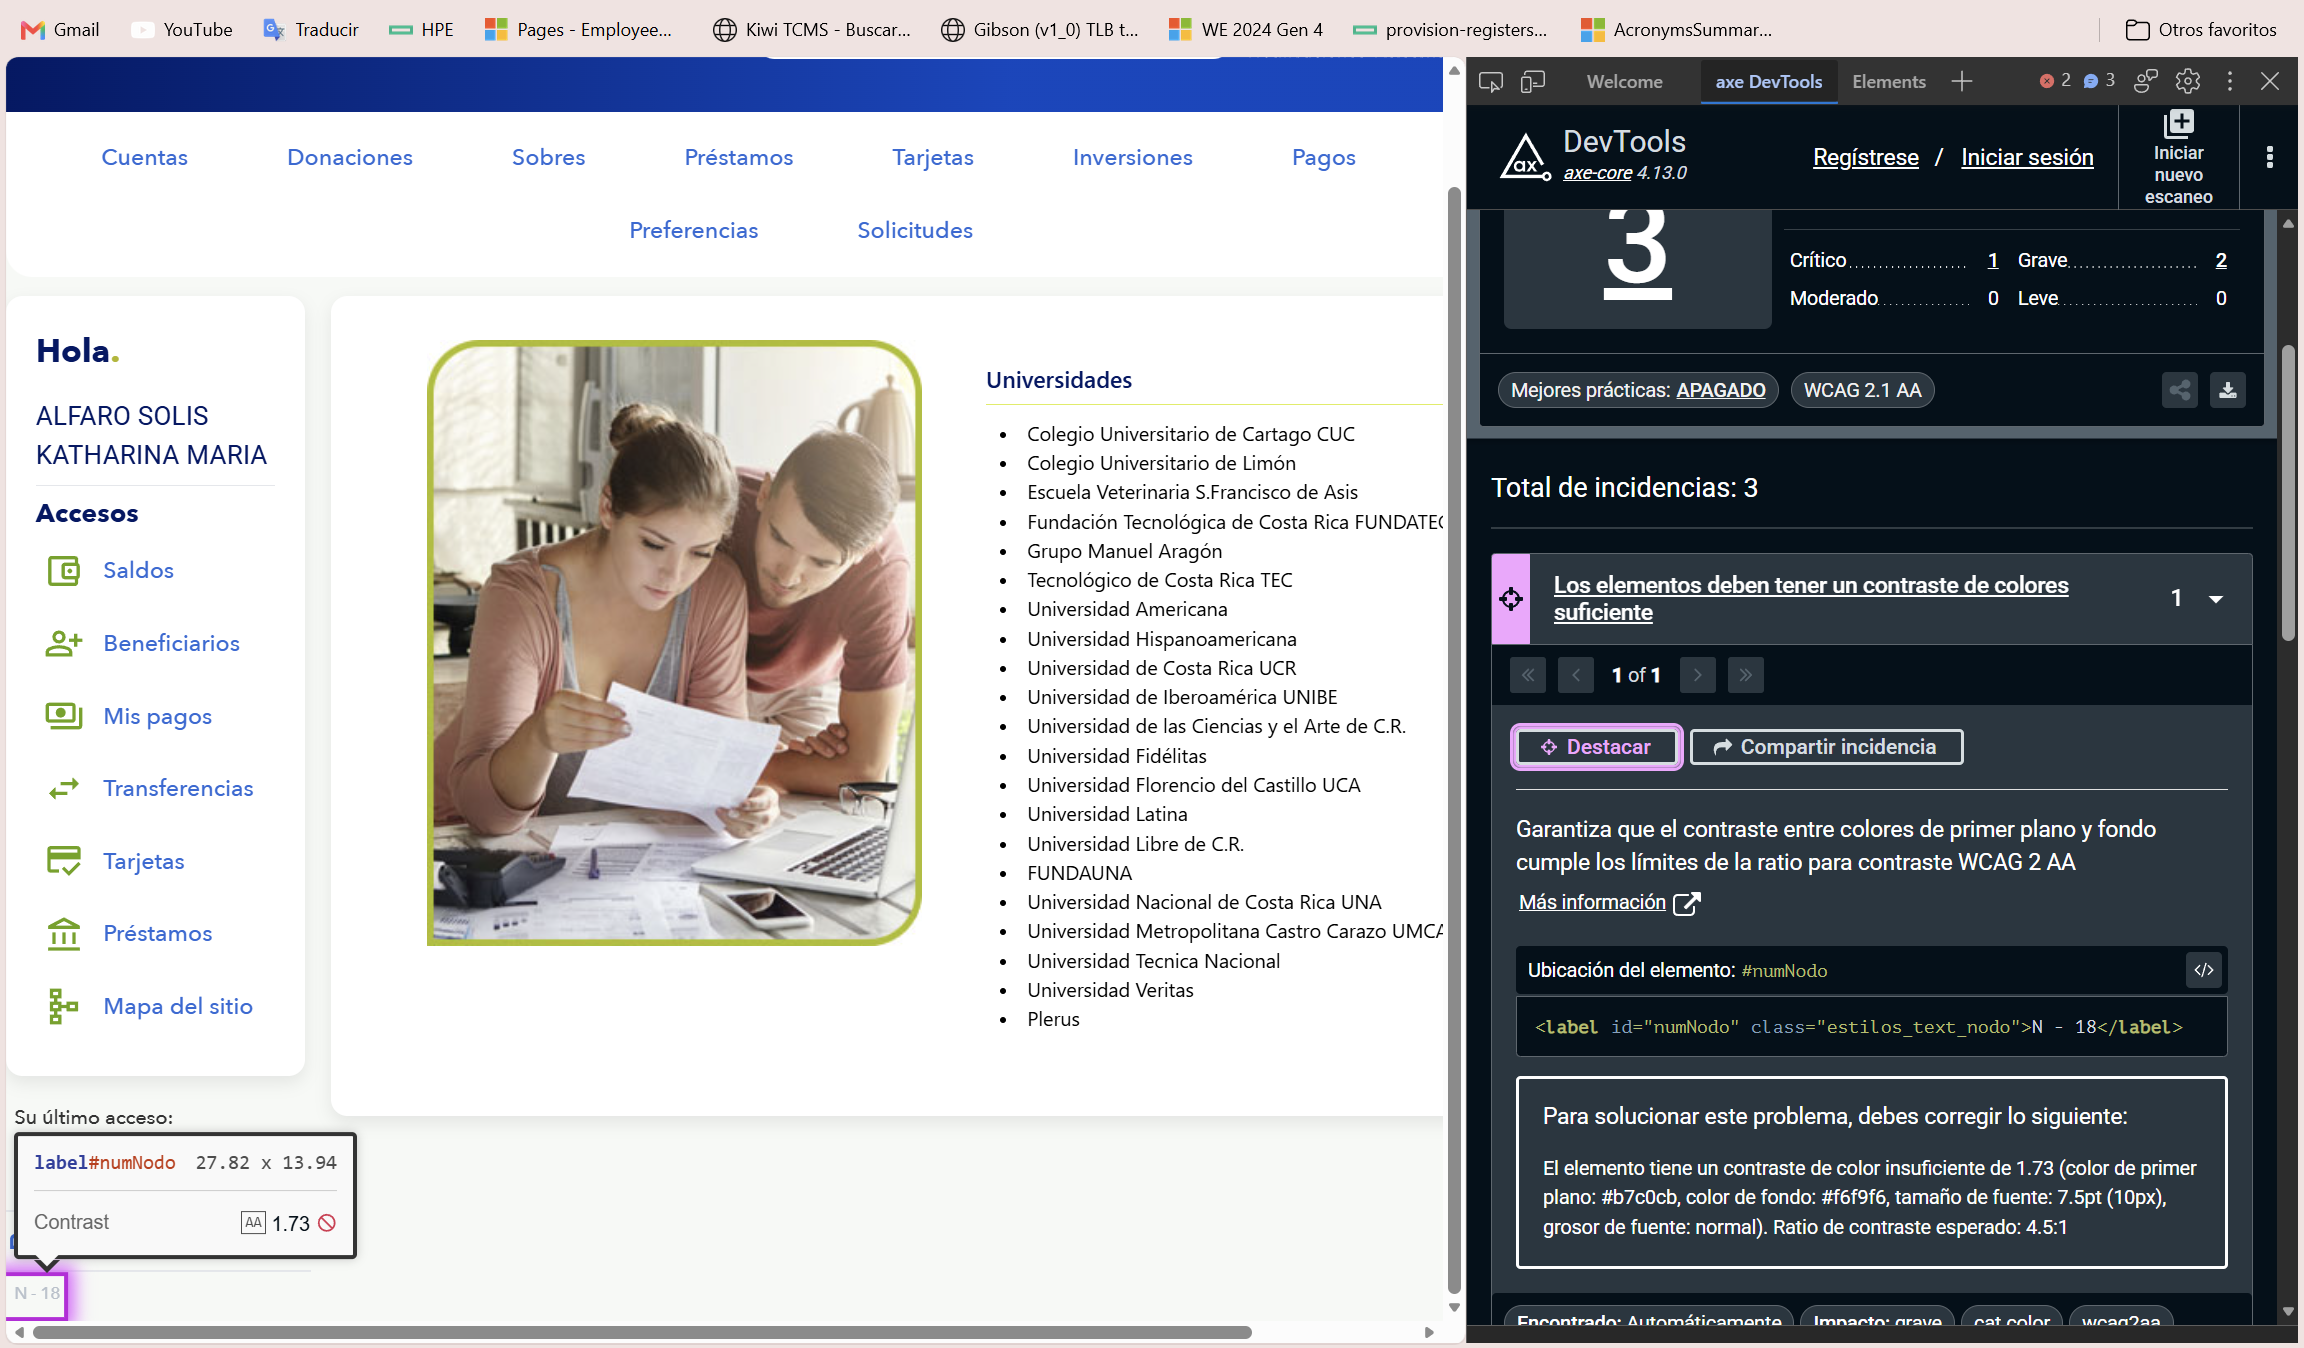 Gmail
YouTube
Traducir
HPE
Pages - Employee...
Kiwi TCMS - Buscar...
Gibson (v1_0) TLB t...
WE 2024 Gen 4
provision-registers...
AcronymsSummar...
Otros favoritos
Cuentas
Donaciones
Sobres
Préstamos
Tarjetas
Inversiones
Pagos
Preferencias
Solicitudes
Hola.
ALFARO SOLIS
KATHARINA MARIA
Accesos
Saldos
Beneficiarios
Mis pagos
Transferencias
Tarjetas
Préstamos
Mapa del sitio
Su último acceso:
label#numNodo 27.82 x 13.94
Contrast AA 1.73
N - 18
Universidades
Colegio Universitario de Cartago CUC
Colegio Universitario de Limón
Escuela Veterinaria S.Francisco de Asis
Fundación Tecnológica de Costa Rica FUNDATEC
Grupo Manuel Aragón
Tecnológico de Costa Rica TEC
Universidad Americana
Universidad Hispanoamericana
Universidad de Costa Rica UCR
Universidad de Iberoamérica UNIBE
Universidad de las Ciencias y el Arte de C.R.
Universidad Fidélitas
Universidad Florencio del Castillo UCA
Universidad Latina
Universidad Libre de C.R.
FUNDAUNA
Universidad Nacional de Costa Rica UNA
Universidad Metropolitana Castro Carazo UMCA
Universidad Tecnica Nacional
Universidad Veritas
Plerus
Welcome
axe DevTools
Elements
2
3
ax
DevTools
axe-core 4.13.0
Regístrese / Iniciar sesión
Iniciar
nuevo
escaneo
3
Crítico 1 Grave 2
Moderado 0 Leve 0
Mejores prácticas: APAGADO
WCAG 2.1 AA
Total de incidencias: 3
Los elementos deben tener un contraste de colores
suficiente
1
1 of 1
Destacar
Compartir incidencia
Garantiza que el contraste entre colores de primer plano y fondo
cumple los límites de la ratio para contraste WCAG 2 AA
Más información
Ubicación del elemento: #numNodo
</>
<label id="numNodo" class="estilos_text_nodo">N - 18</label>
Para solucionar este problema, debes corregir lo siguiente:
El elemento tiene un contraste de color insuficiente de 1.73 (color de primer
plano: #b7c0cb, color de fondo: #f6f9f6, tamaño de fuente: 7.5pt (10px),
grosor de fuente: normal). Ratio de contraste esperado: 4.5:1
Encontrado: Automáticamente
Impacto: grave
cat.color
wcag2aa